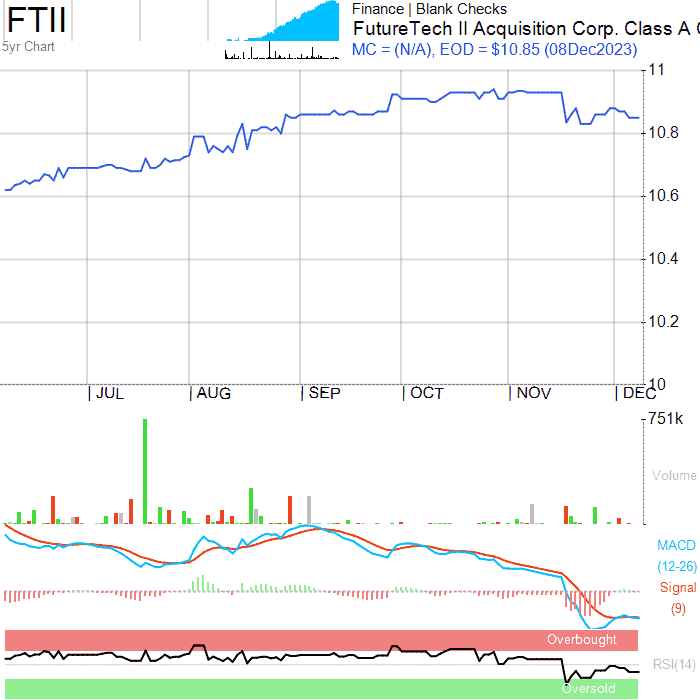 FTII
5yr Chart
Finance | Blank Checks
FutureTech II Acquisition Corp. Class A
MC = (N/A), EOD = $10.85 (08Dec2023)
11
10.8
10.6
10.4
10.2
10
JUL AUG SEP OCT NOV DEC
751k
Volume
MACD
(12-26)
Signal
(9)
Overbought
RSI(14)
Oversold